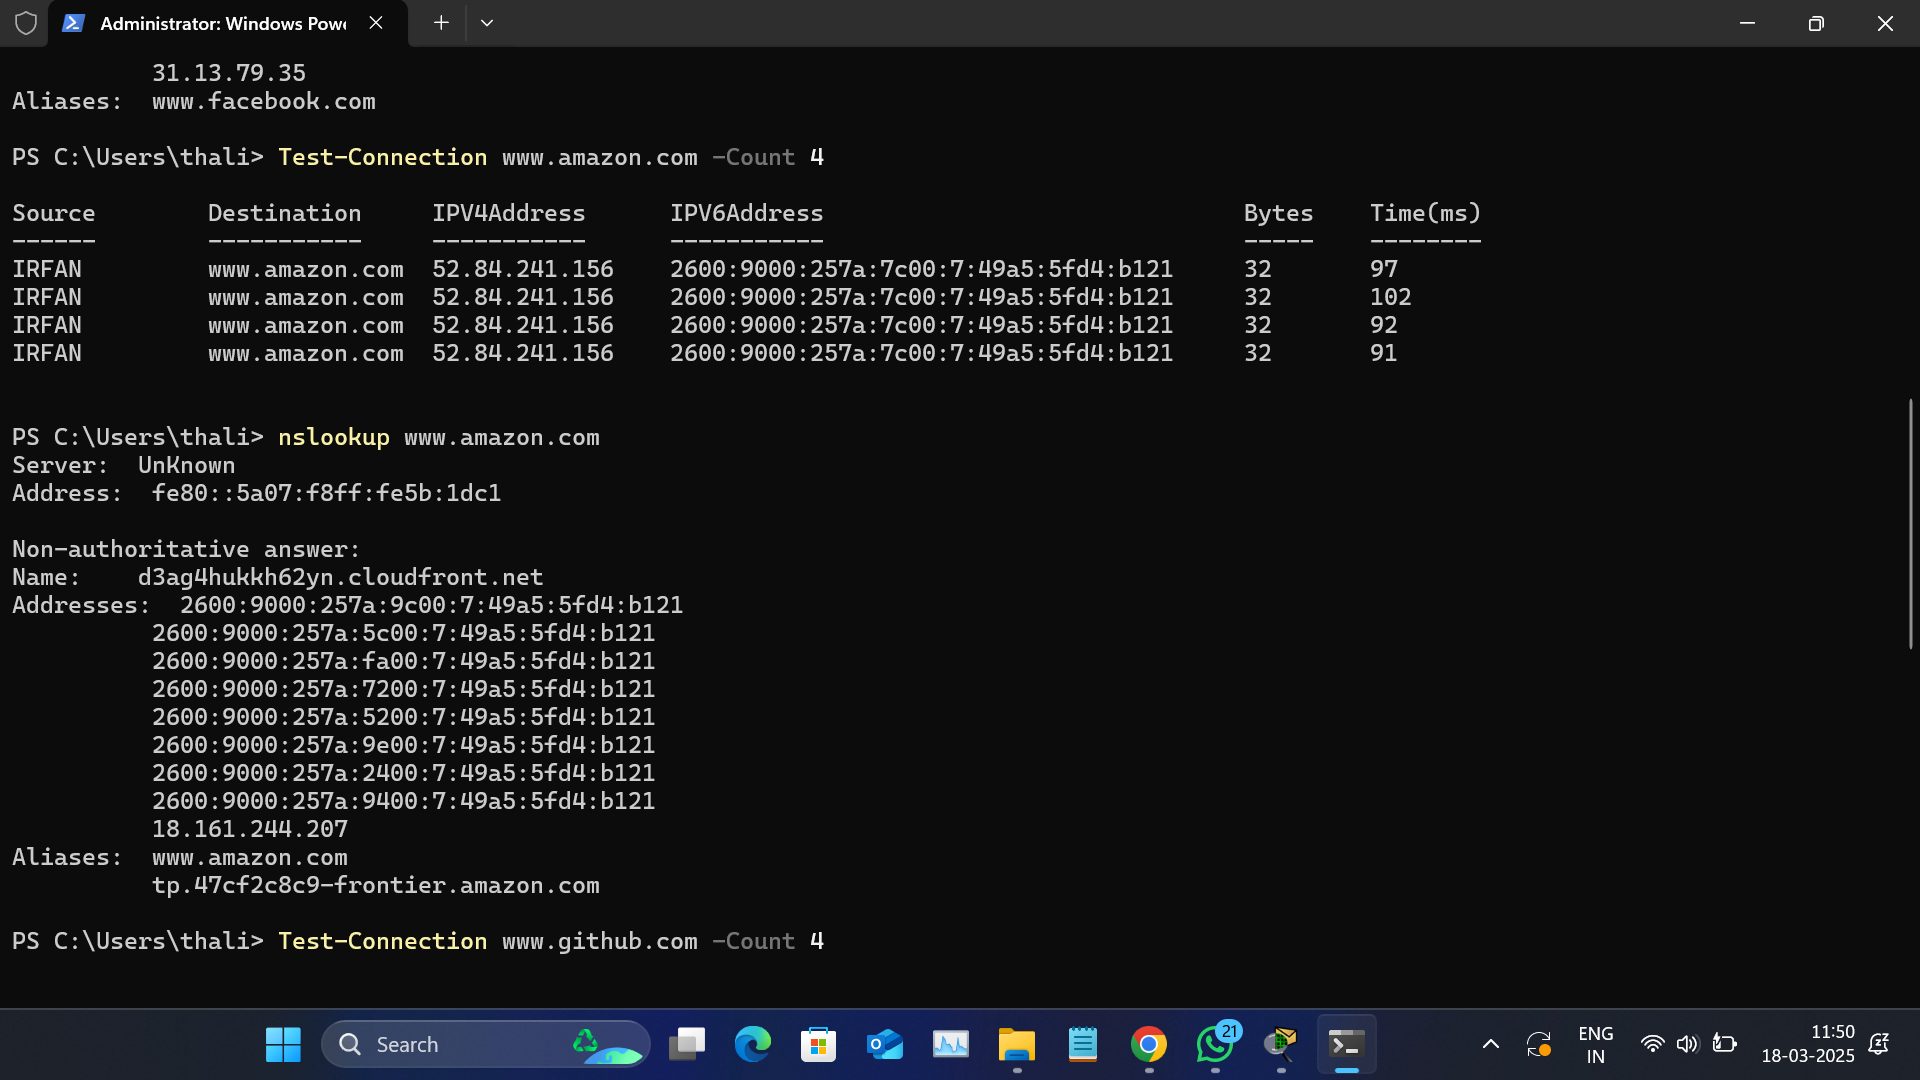 Administrator: Windows Powe
31.13.79.35
Aliases:  www.facebook.com
PS C:\Users\thali> Test-Connection www.amazon.com -Count 4
Source        Destination     IPV4Address      IPV6Address                              Bytes    Time(ms)
------        -----------     -----------      -----------                              -----    --------
IRFAN         www.amazon.com  52.84.241.156    2600:9000:257a:7c00:7:49a5:5fd4:b121     32       97
IRFAN         www.amazon.com  52.84.241.156    2600:9000:257a:7c00:7:49a5:5fd4:b121     32       102
IRFAN         www.amazon.com  52.84.241.156    2600:9000:257a:7c00:7:49a5:5fd4:b121     32       92
IRFAN         www.amazon.com  52.84.241.156    2600:9000:257a:7c00:7:49a5:5fd4:b121     32       91
PS C:\Users\thali> nslookup www.amazon.com
Server:  UnKnown
Address:  fe80::5a07:f8ff:fe5b:1dc1
Non-authoritative answer:
Name:    d3ag4hukkh62yn.cloudfront.net
Addresses:  2600:9000:257a:9c00:7:49a5:5fd4:b121
2600:9000:257a:5c00:7:49a5:5fd4:b121
2600:9000:257a:fa00:7:49a5:5fd4:b121
2600:9000:257a:7200:7:49a5:5fd4:b121
2600:9000:257a:5200:7:49a5:5fd4:b121
2600:9000:257a:9e00:7:49a5:5fd4:b121
2600:9000:257a:2400:7:49a5:5fd4:b121
2600:9000:257a:9400:7:49a5:5fd4:b121
18.161.244.207
Aliases:  www.amazon.com
tp.47cf2c8c9-frontier.amazon.com
PS C:\Users\thali> Test-Connection www.github.com -Count 4
Search
21
ENG
IN
11:50
18-03-2025